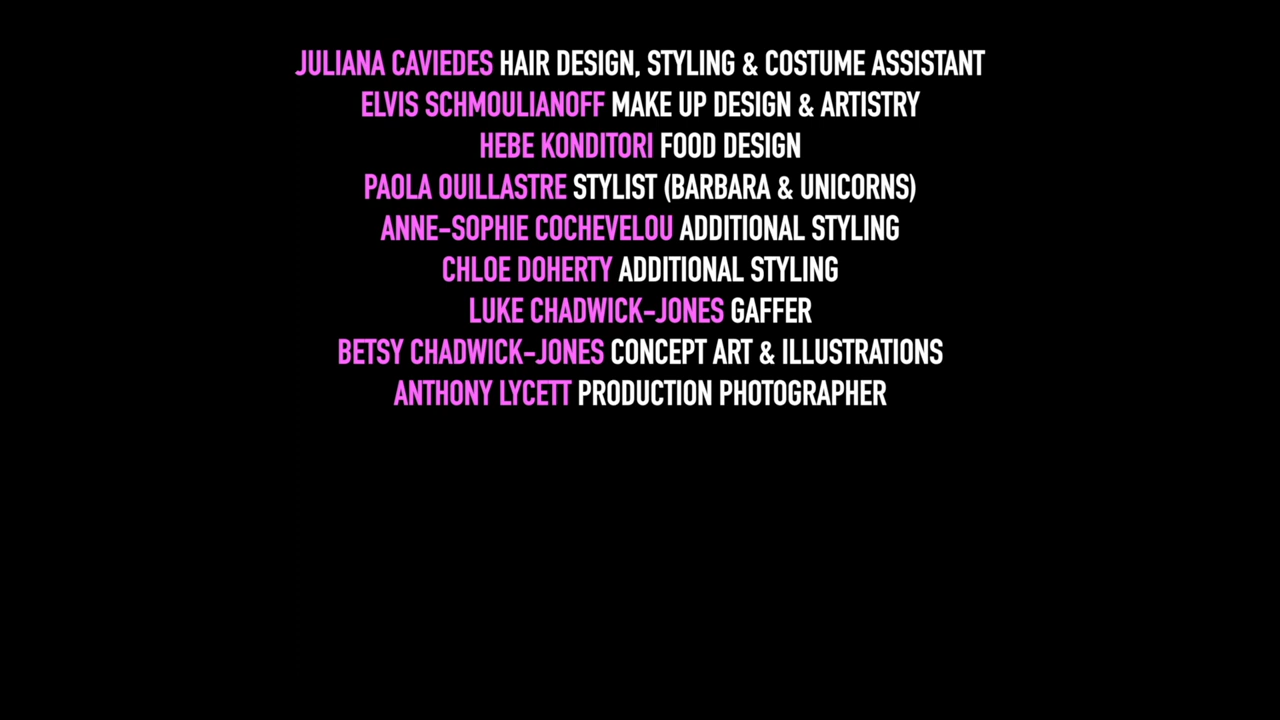 JULIANA CAVIEDES HAIR DESIGN, STYLING & COSTUME ASSISTANT
ELVIS SCHMOULIANOFF MAKE UP DESIGN & ARTISTRY
HEBE KONDITORI FOOD DESIGN
PAOLA OUILLASTRE STYLIST (BARBARA & UNICORNS)
ANNE-SOPHIE COCHEVELOU ADDITIONAL STYLING
CHLOE DOHERTY ADDITIONAL STYLING
LUKE CHADWICK-JONES GAFFER
BETSY CHADWICK-JONES CONCEPT ART & ILLUSTRATIONS
ANTHONY LYCETT PRODUCTION PHOTOGRAPHER